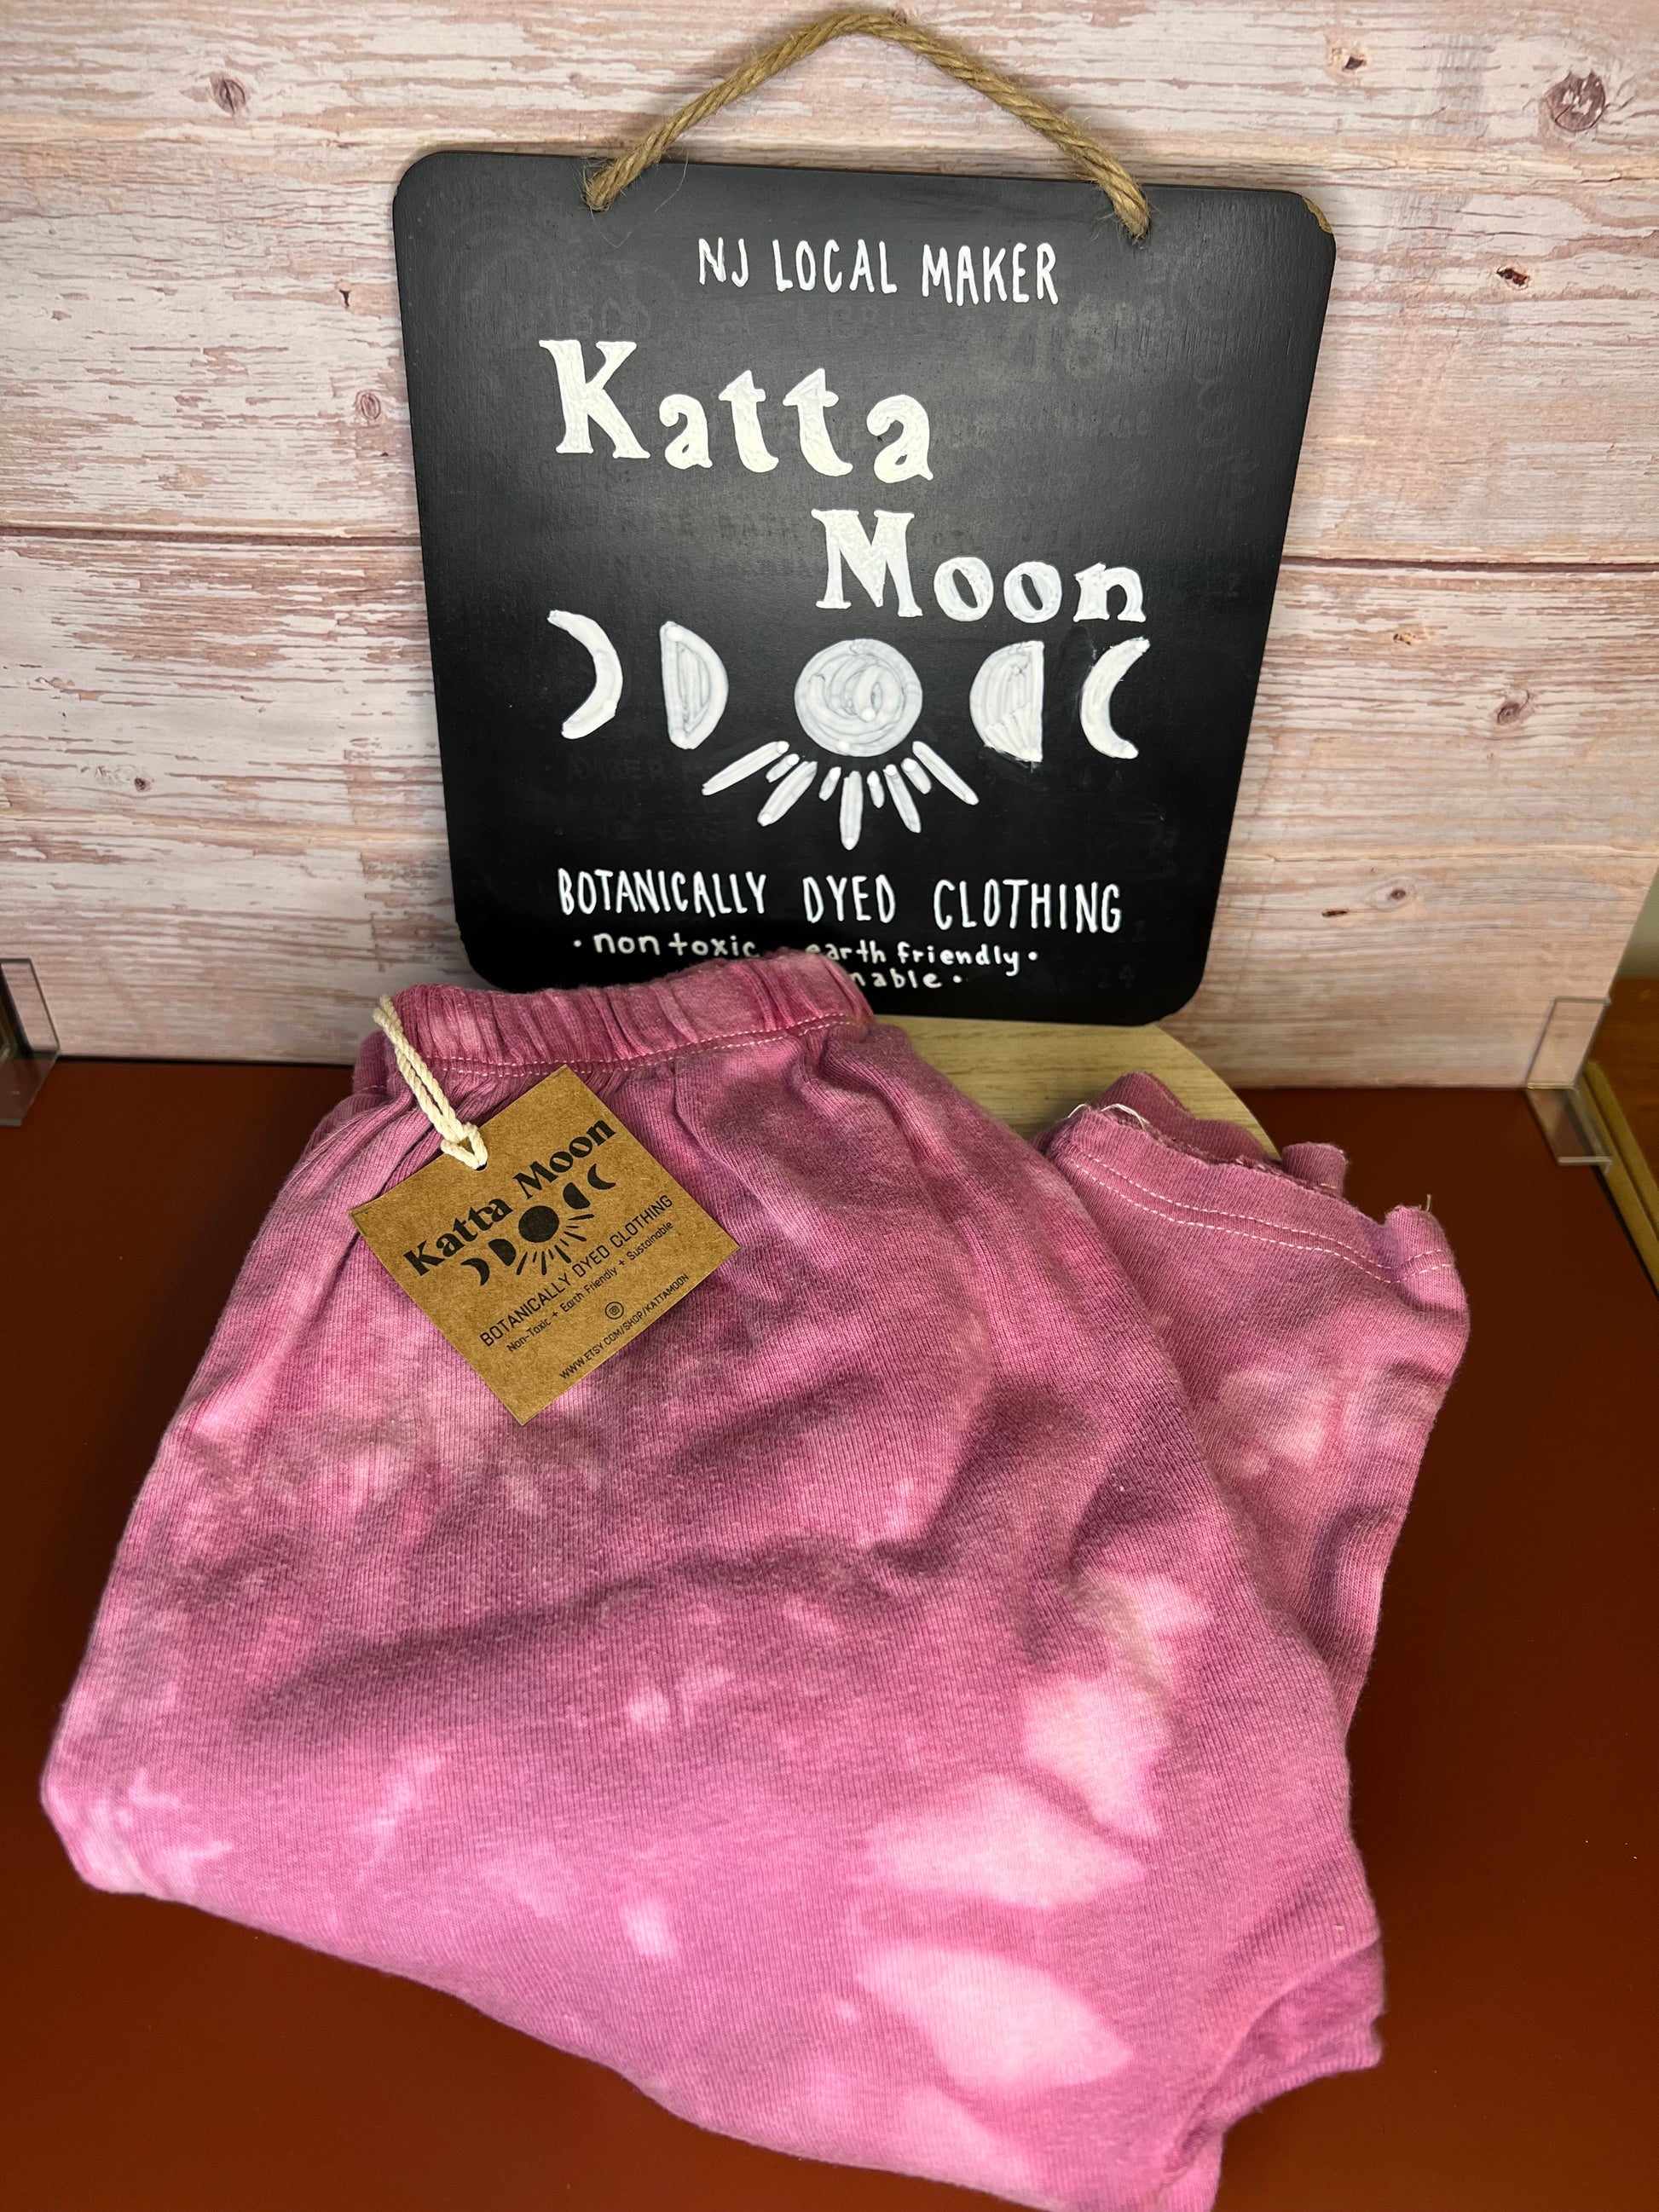 NJ LOCAL MAKER
Katta
Moon
BOTANICALLY DYED CLOTHING
• non toxic earth friendly •
Katta Moon
BOTANICALLY DYED CLOTHING
Non-Toxic + Earth Friendly + Sustainable
WWW.ETSY.COM/SHOP/KATTAMOON